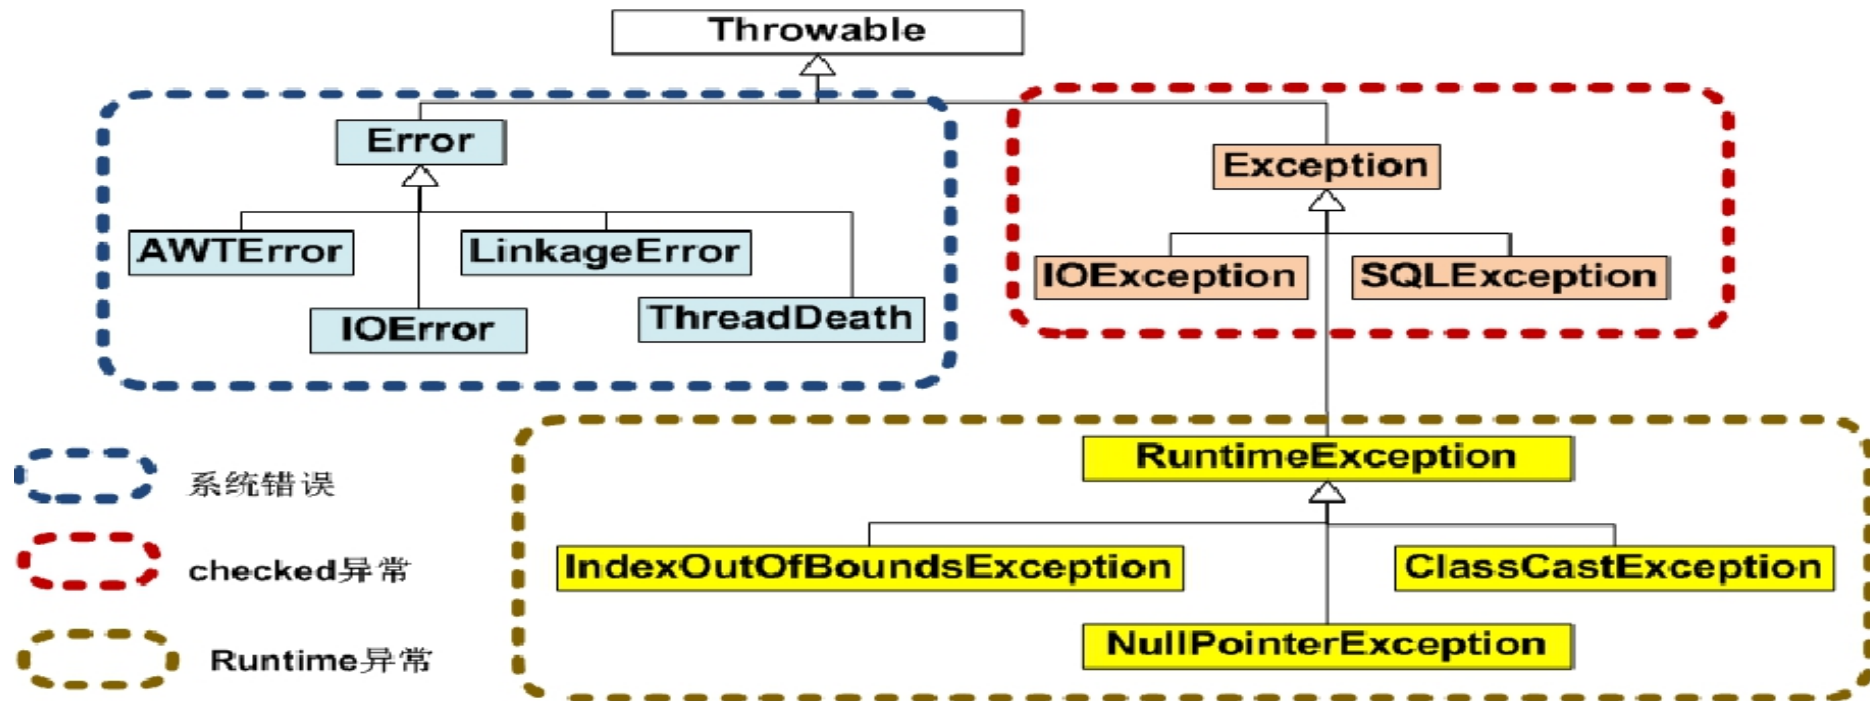 Throwable
Error
Exception
AWTError
LinkageError
IOException
SQLException
IOError
ThreadDeath
RuntimeException
系统错误
IndexOutOfBoundsException
ClassCastException
checked异常
NullPointerException
Runtime异常